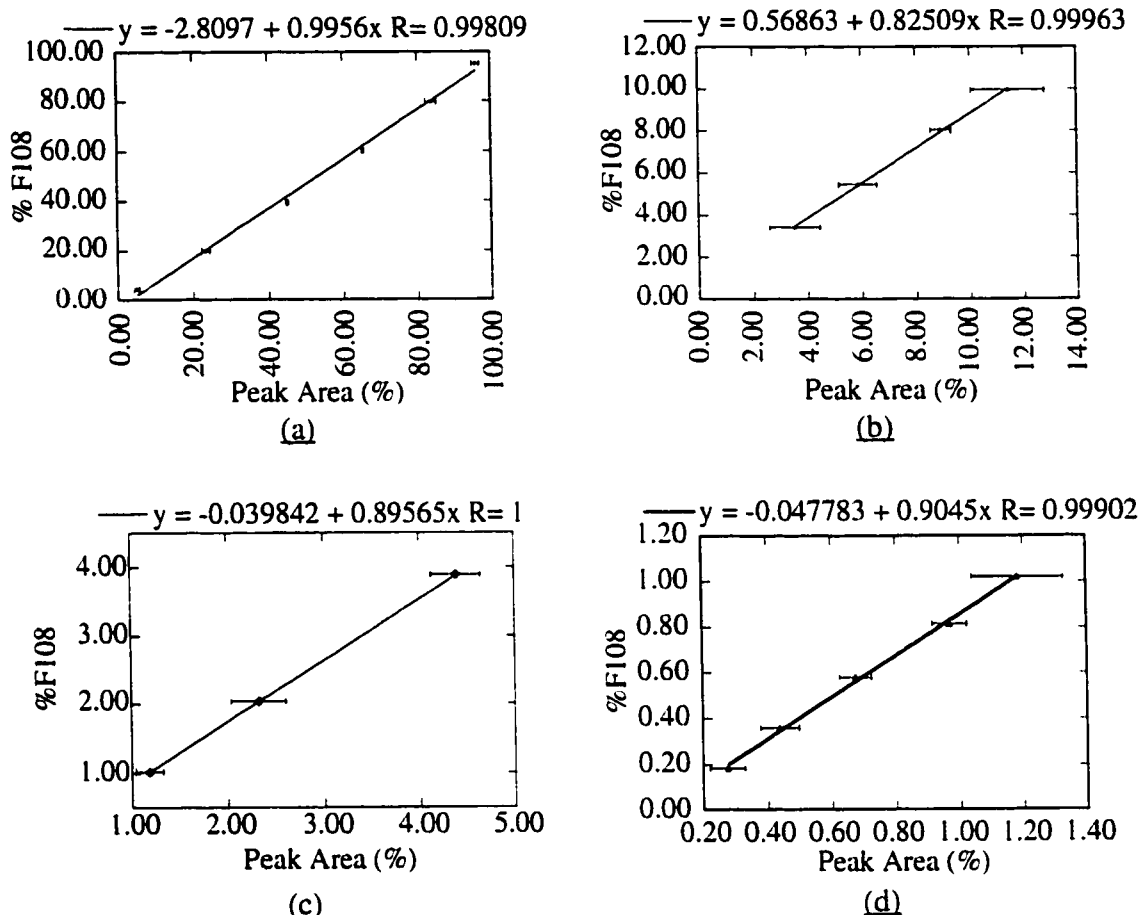 y = -2.8097 + 0.9956x R= 0.99809
100.00
80.00
60.00
40.00
20.00
0.00
% F108
0.00
20.00
40.00
60.00
80.00
100.00
Peak Area (%)
(a)
y = 0.56863 + 0.82509x R= 0.99963
12.00
10.00
8.00
6.00
4.00
2.00
0.00
%F108
0.00
2.00
4.00
6.00
8.00
10.00
12.00
14.00
Peak Area (%)
(b)
y = -0.039842 + 0.89565x R= 1
4.00
3.00
2.00
1.00
%F108
1.00 2.00 3.00 4.00 5.00
Peak Area (%)
(c)
y = -0.047783 + 0.9045x R= 0.99902
1.20
1.00
0.80
0.60
0.40
0.20
0.00
%F108
0.20 0.40 0.60 0.80 1.00 1.20 1.40
Peak Area (%)
(d)